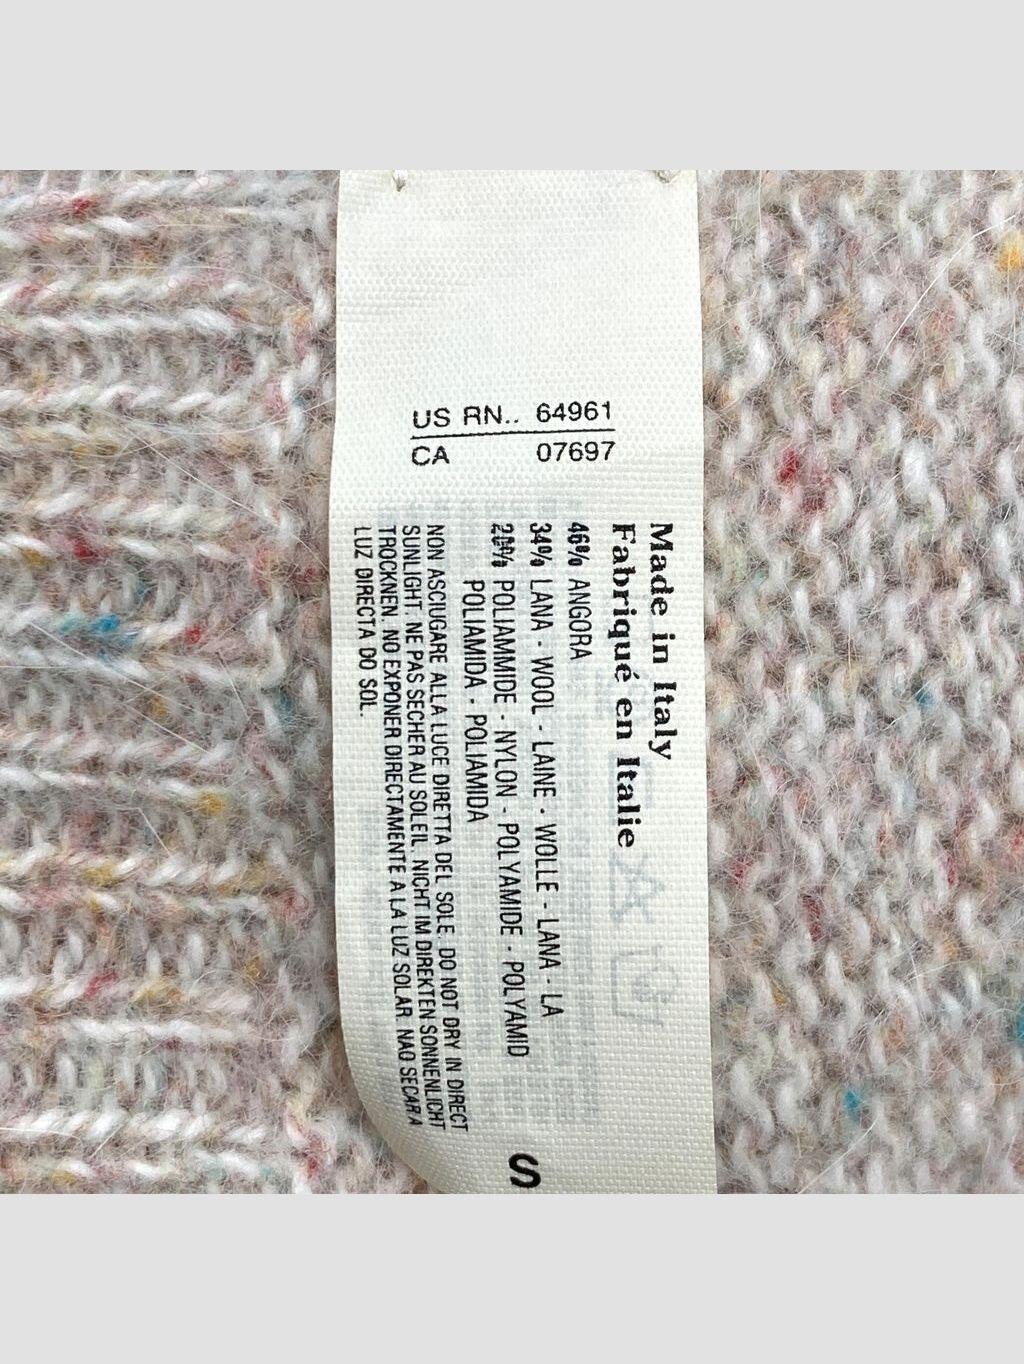 US RN.. 64961
CA 07697
Made in Italy
Fabriqué en Italie
46% ANGORA
34% LANA - WOOL - LAINE - WOLLE - LANA - LA
20% POLIAMMIDE - NYLON - POLYAMIDE - POLYAMID
POLIAMIDA - POLIAMIDA
NON ASCIUGARE ALLA LUCE DIRETTA DEL SOLE. DO NOT DRY IN DIRECT
SUNLIGHT. NE PAS SECHER AU SOLEIL. NICHT IM DIREKTEN SONNENLICHT
TROCKNEN. NO EXPONER DIRECTAMENTE A LA LUZ SOLAR. NAO SECAR A
LUZ DIRECTA DO SOL.
S